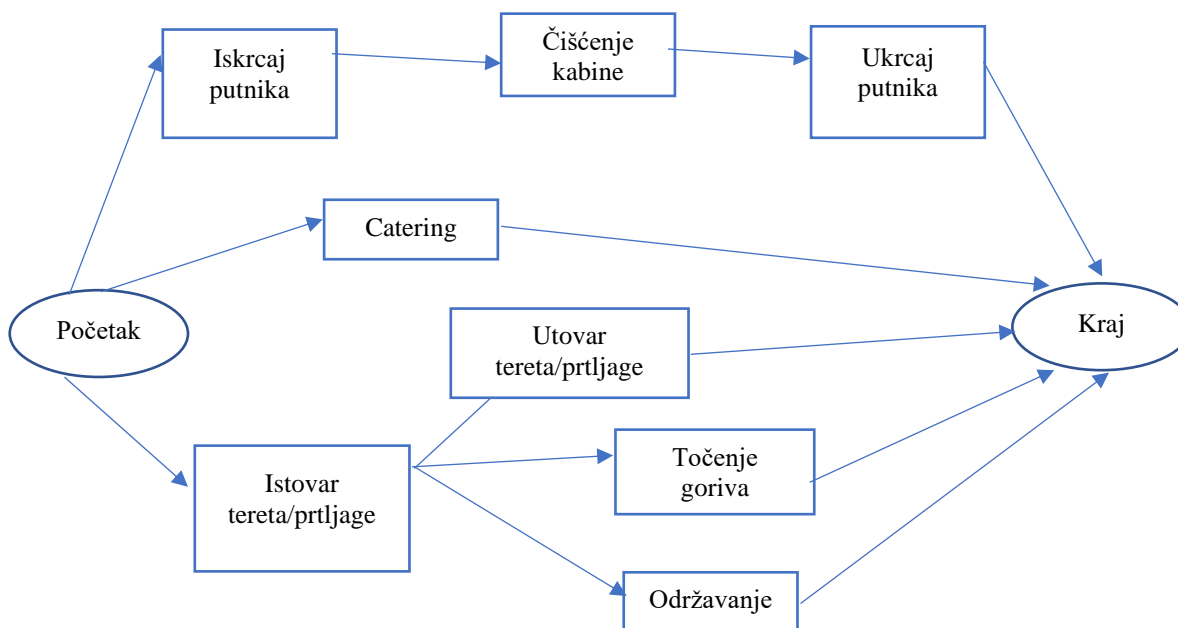 Iskrcaj
putnika
Čišćenje
kabine
Ukrcaj
putnika
Catering
Početak
Utovar
tereta/prtljage
Kraj
Istovar
tereta/prtljage
Točenje
goriva
Održavanje